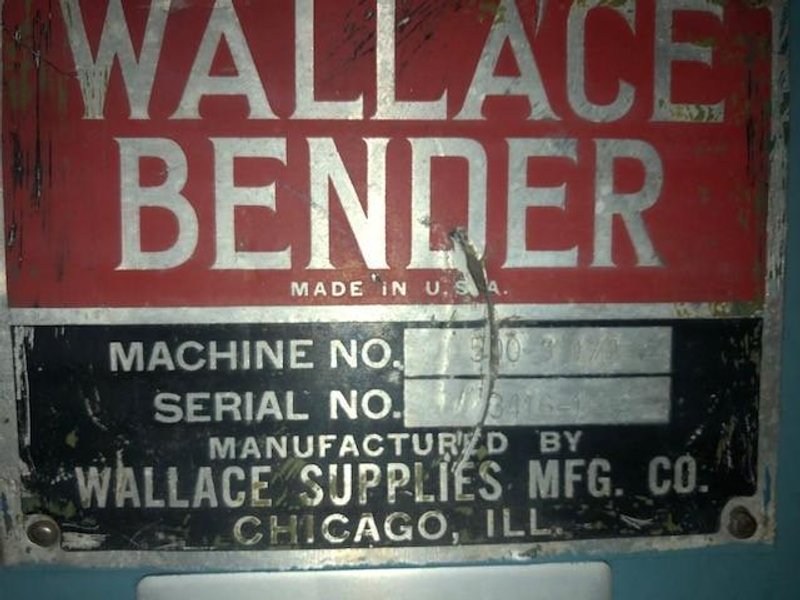 WALLACE
BENDER
MADE IN U.S.A.
MACHINE NO.
SERIAL NO.
MANUFACTURED BY
WALLACE SUPPLIES MFG. CO.
CHICAGO, ILL.